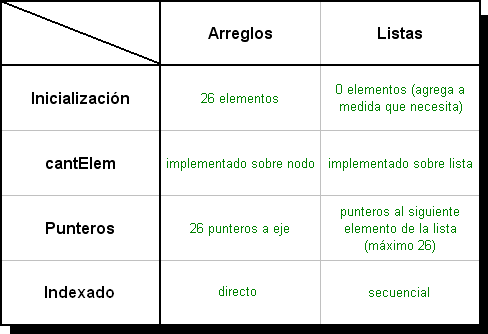 Arreglos Listas
Inicialización 26 elementos 0 elementos (agrega a
medida que necesita)
cantElem implementado sobre nodo implementado sobre lista
Punteros 26 punteros a eje punteros al siguiente
elemento de la lista
(máximo 26)
Indexado directo secuencial